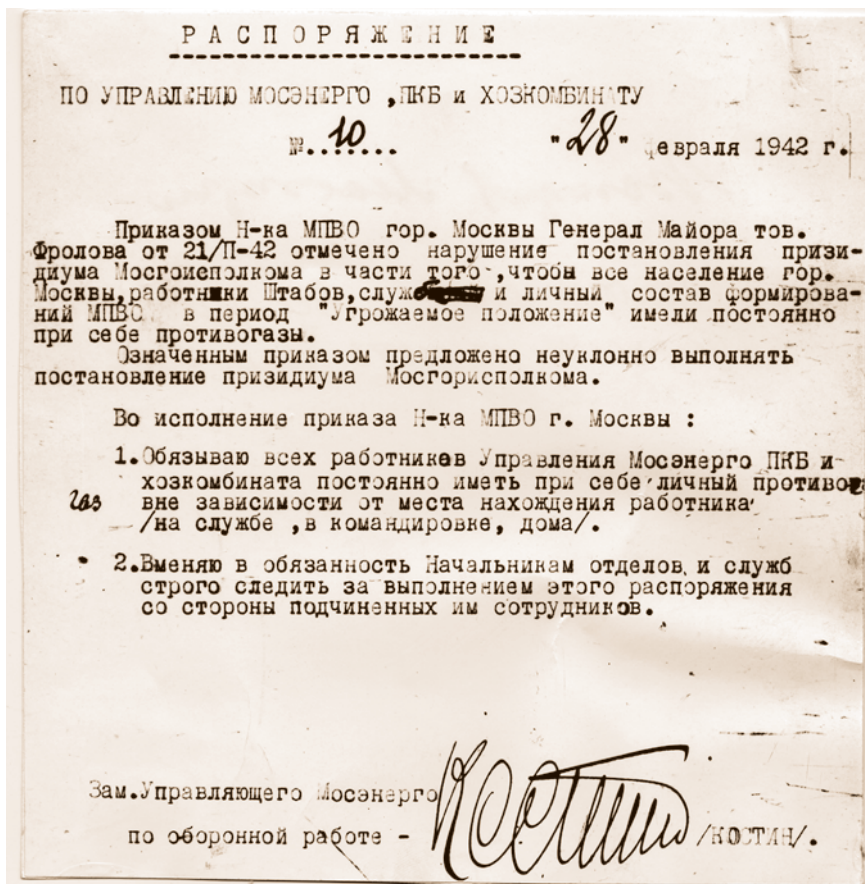 РАСПОРЯЖЕНИЕ
ПО УПРАВЛЕНИЮ МОСЭНЕРГО ,ПКБ и ХОЗКОМБИНАТУ
№..10..... "28" февраля 1942 г.
Приказом Н-ка МПВО гор. Москвы Генерал Майора тов.
Фролова от 21/П-42 отмечено нарушение постановления призи-
диума Мосгоисполкома в части того ,чтобы все население гор.
Москвы,работники Штабов,служ и личный состав формирова-
ний МПВО в период "Угрожаемое положение" имели постоянно
при себе противогазы.
Означенным приказом предложено неуклонно выполнять
постановление призидиума Мосгорисполкома.
Во исполнение приказа Н-ка МПВО г. Москвы :
1.Обязываю всех работников Управления Мосэнерго ПКБ и
хозкомбината постоянно иметь при себе личный противо
газ вне зависимости от места нахождения работника
/на службе ,в командировке, дома/.
2.Вменяю в обязанность Начальникам отделов и служб
строго следить за выполнением этого распоряжения
со стороны подчиненных им сотрудников.
Зам.Управляющего Мосэнерго
по оборонной работе - Костин /КОСТИН/.